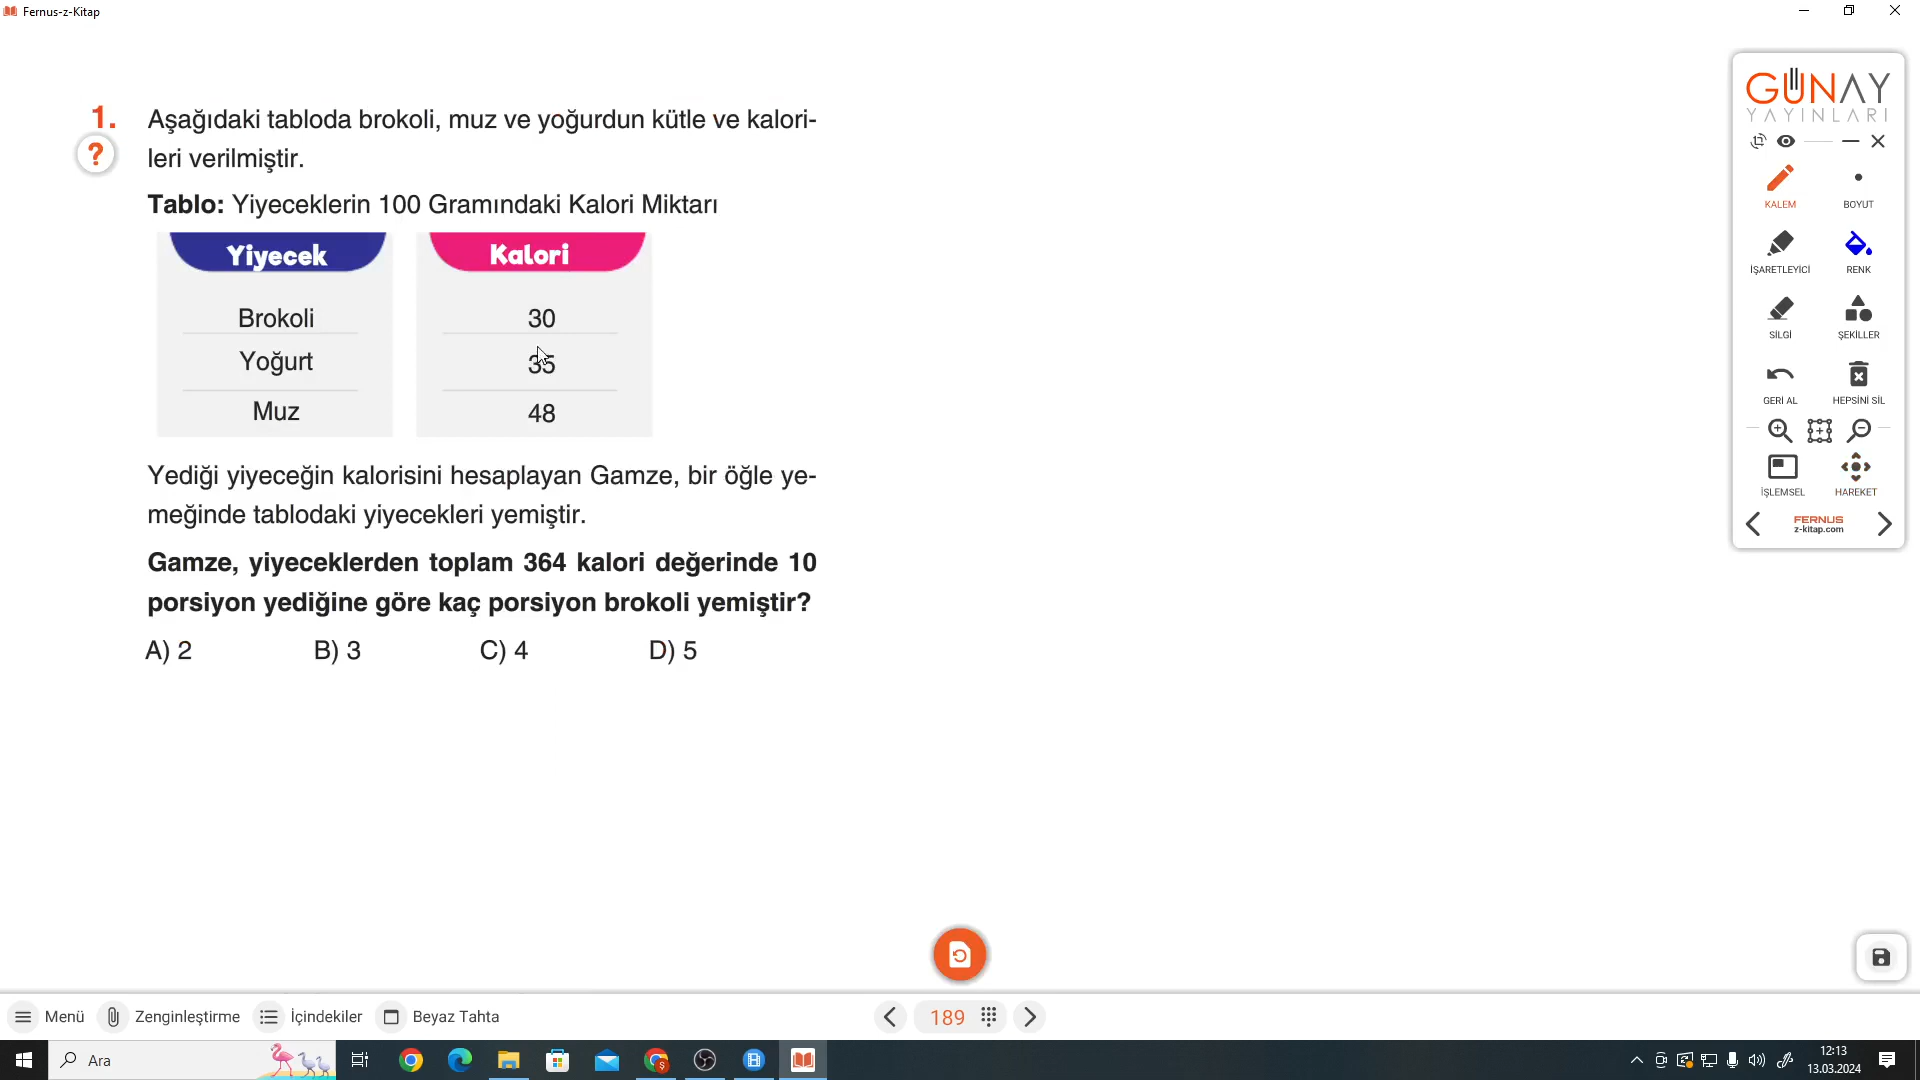 Fernus-z-Kitap
1. Aşağıdaki tabloda brokoli, muz ve yoğurdun kütle ve kalori-
? leri verilmiştir.
Tablo: Yiyeceklerin 100 Gramındaki Kalori Miktarı
Yiyecek Kalori
Brokoli 30
Yoğurt 35
Muz 48
Yediği yiyeceğin kalorisini hesaplayan Gamze, bir öğle ye-
meğinde tablodaki yiyecekleri yemiştir.
Gamze, yiyeceklerden toplam 364 kalori değerinde 10
porsiyon yediğine göre kaç porsiyon brokoli yemiştir?
A) 2 B) 3 C) 4 D) 5
GÜNAY
YAYINLARI
KALEM BOYUT
İŞARETLEYİCİ RENK
SİLGİ ŞEKİLLER
GERİ AL HEPSİNİ SİL
İŞLEMSEL HAREKET
FERNUS
z-kitap.com
Menü Zenginleştirme İçindekiler Beyaz Tahta 189
Ara
12:13
13.03.2024